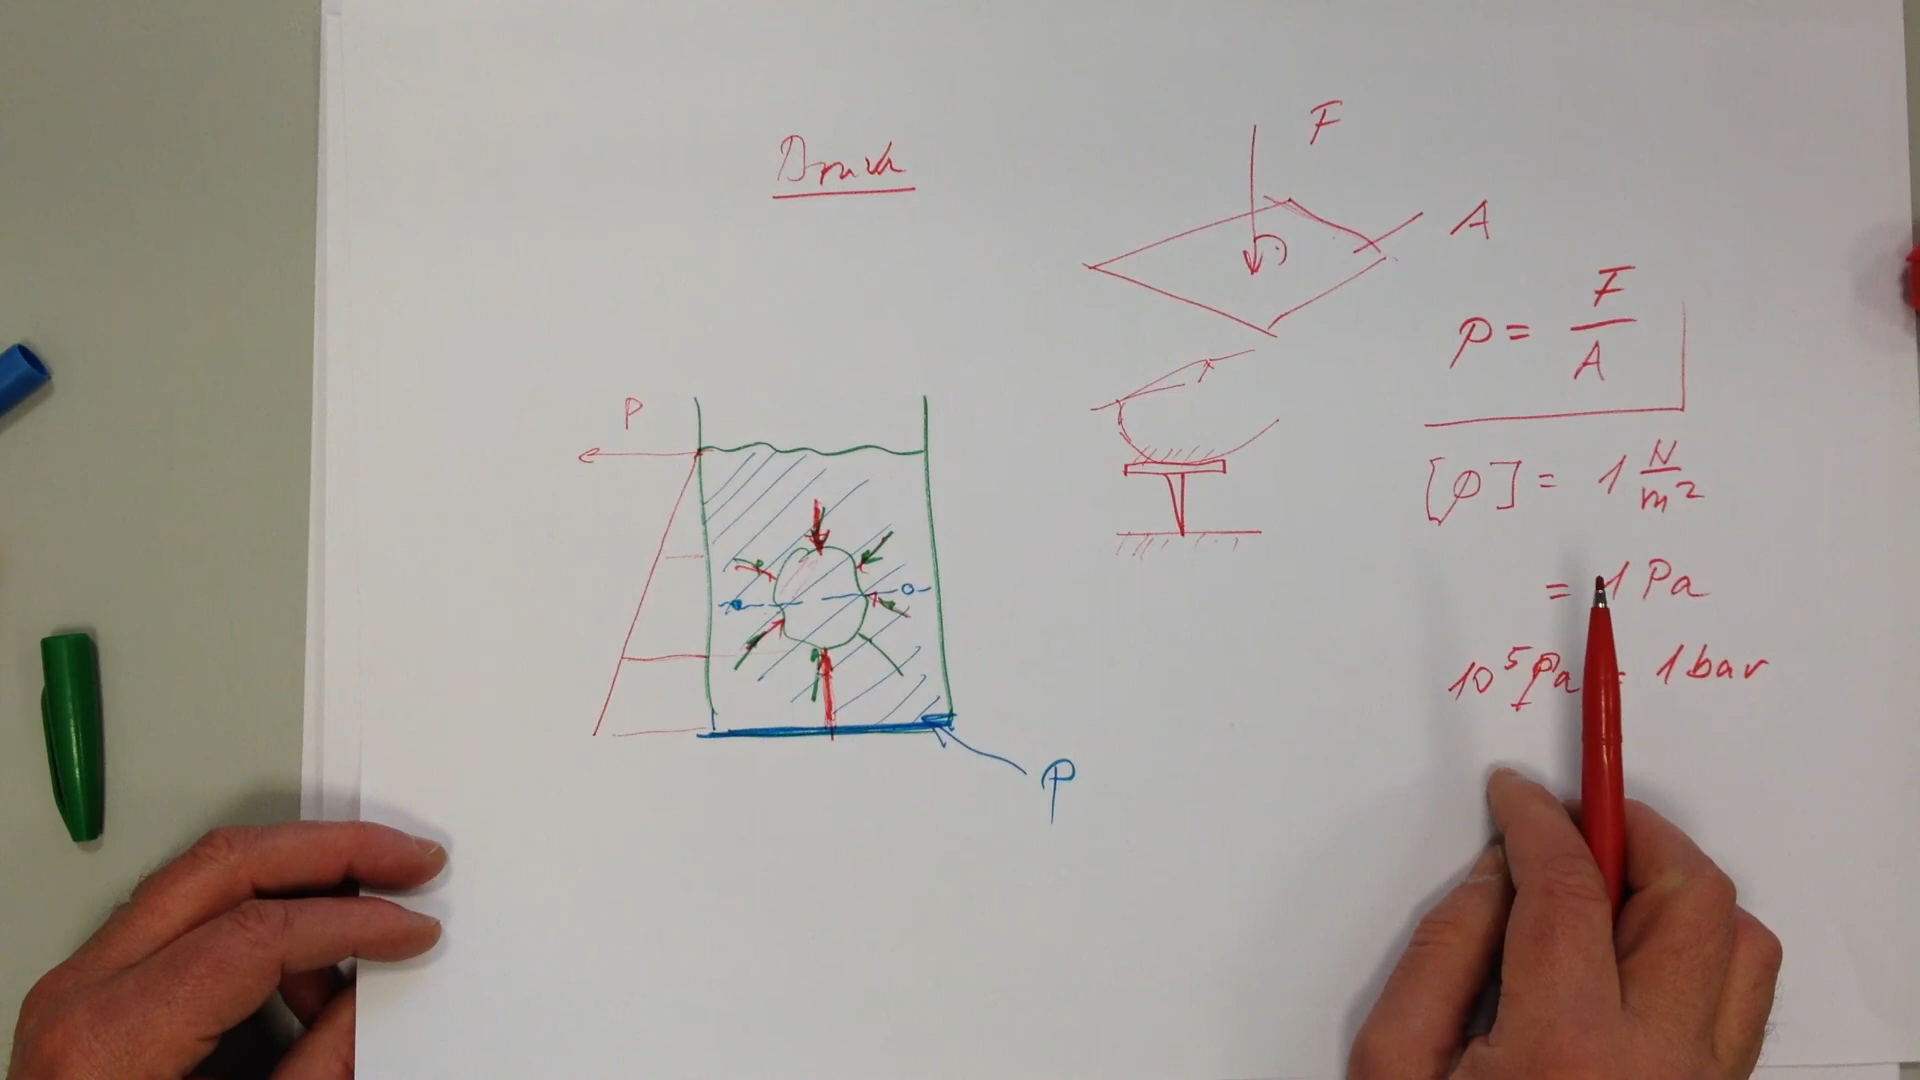 Druck
F
A
p = F/A
[p] = 1 N/m²
= 1 Pa
10⁵ Pa = 1 bar
P
p